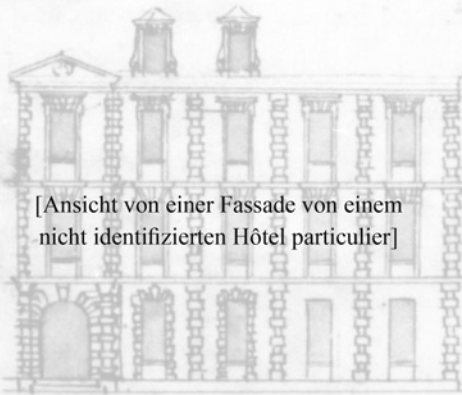 [Ansicht von einer Fassade von einem
nicht identifizierten Hôtel particulier]